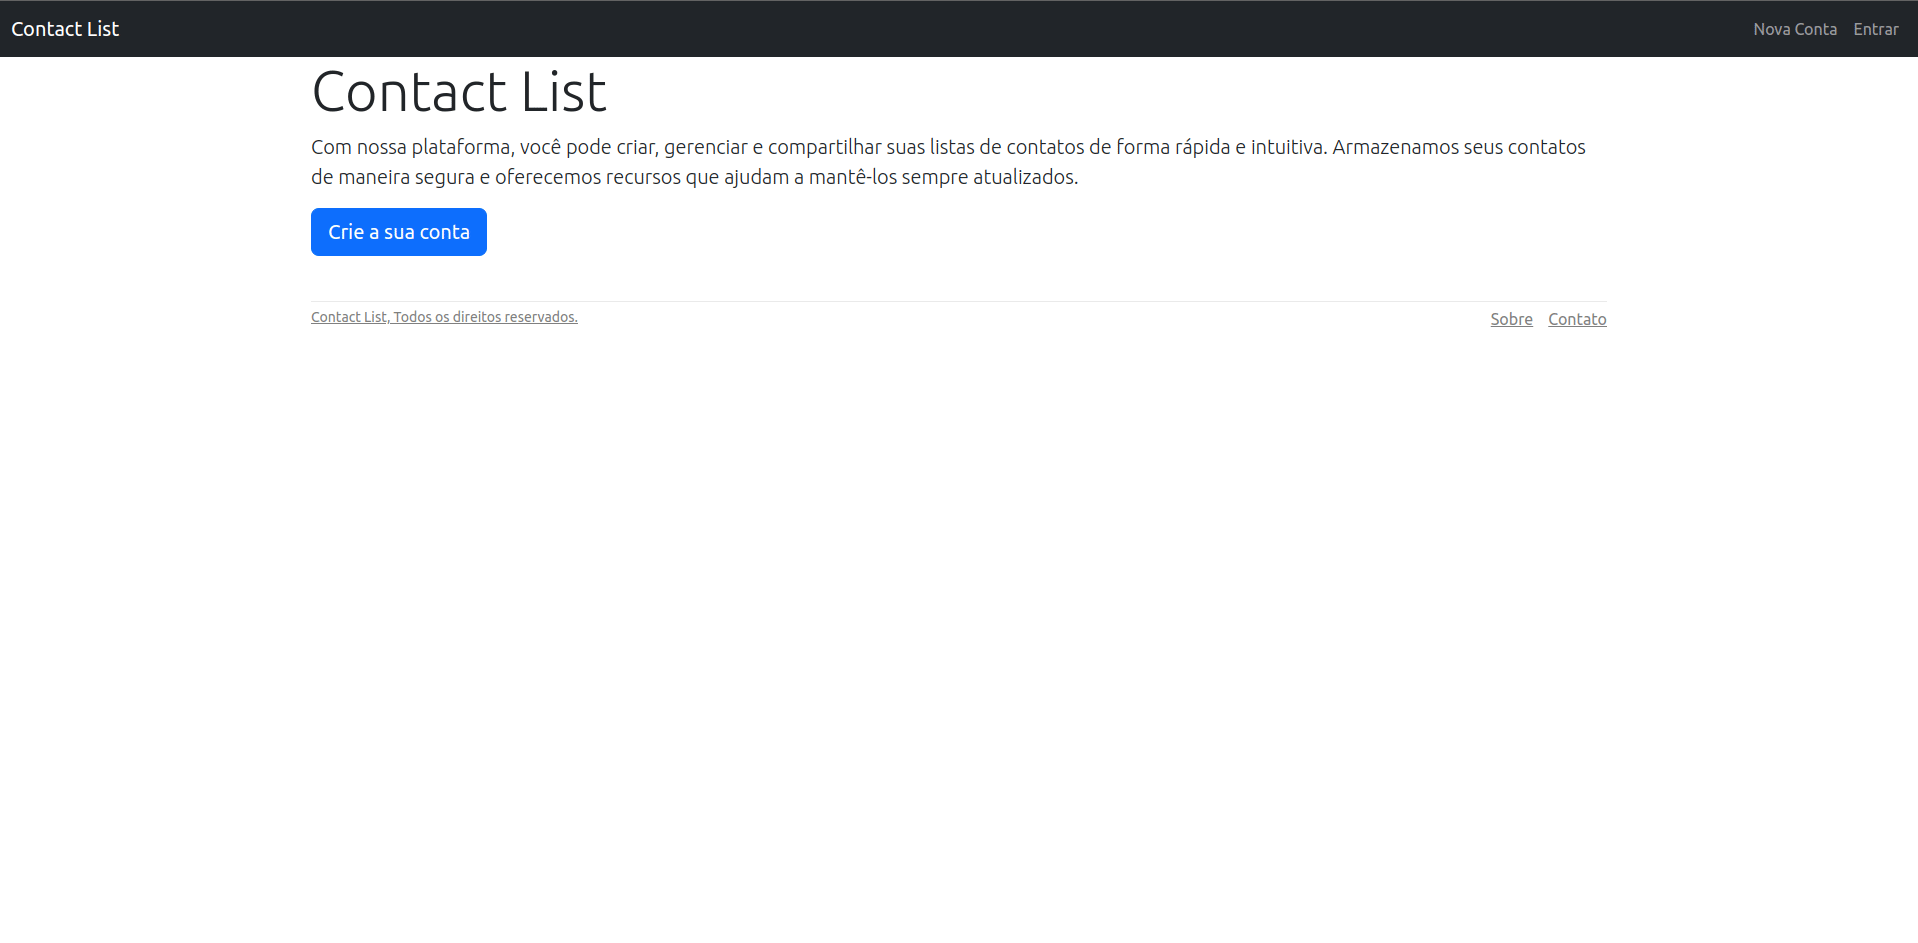 Contact List
Nova Conta
Entrar
Contact List
Com nossa plataforma, você pode criar, gerenciar e compartilhar suas listas de contatos de forma rápida e intuitiva. Armazenamos seus contatos
de maneira segura e oferecemos recursos que ajudam a mantê-los sempre atualizados.
Crie a sua conta
Contact List, Todos os direitos reservados.
Sobre
Contato